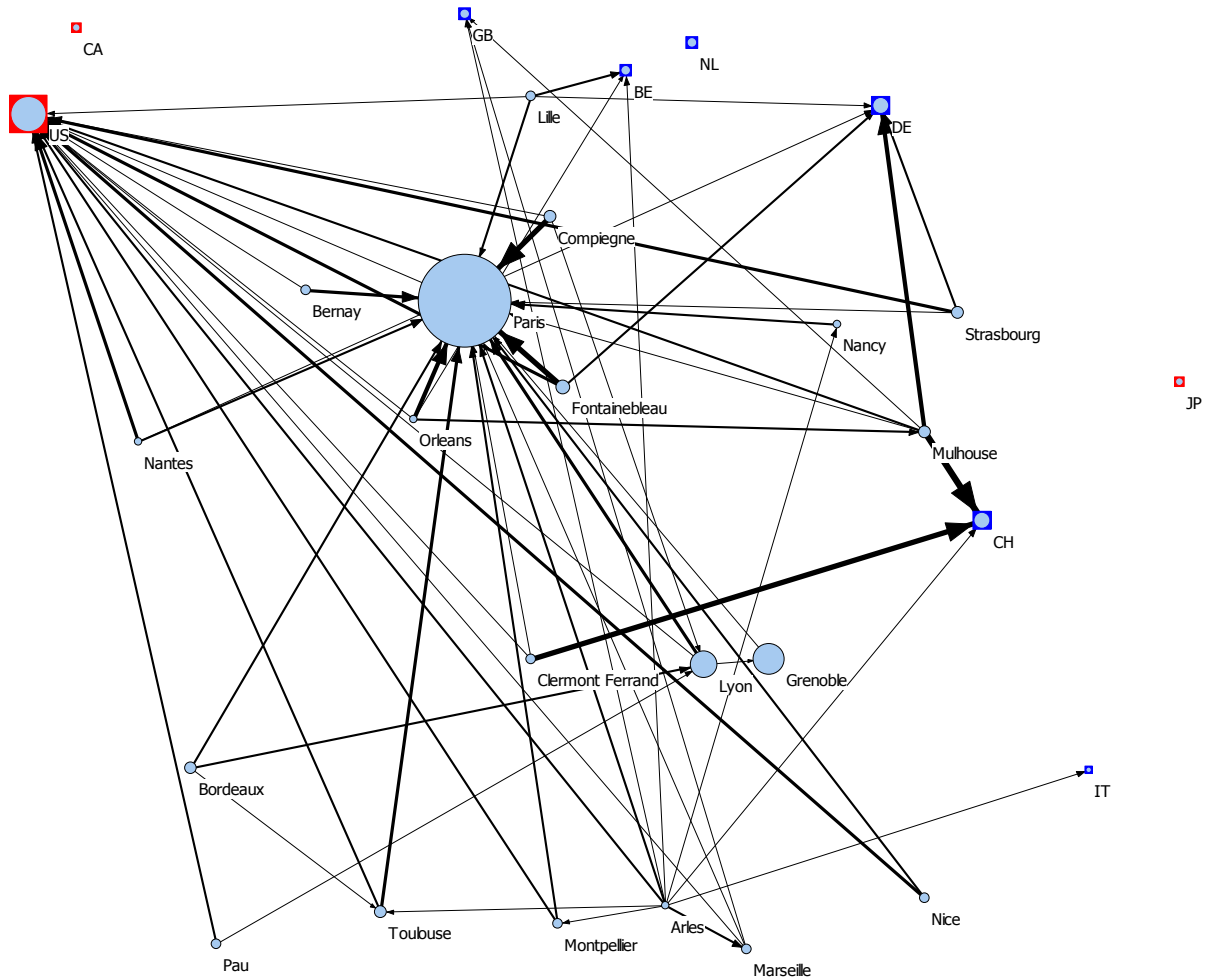 GB
CA
NL
BE
Lille
DE
US
Compiegne
Bernay
Paris
Nancy
Strasbourg
Fontainebleau
JP
Orleans
Mulhouse
Nantes
CH
Clermont Ferrand
Lyon
Grenoble
Bordeaux
IT
Arles
Nice
Toulouse
Montpellier
Pau
Marseille